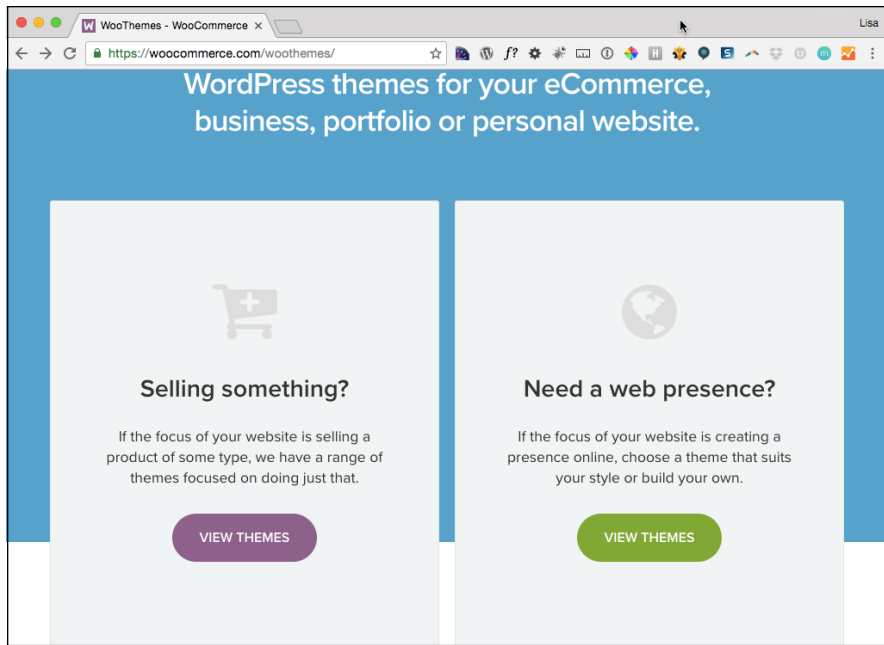 WooThemes - WooCommerce
Lisa
https://woocommerce.com/woothemes/
f?
WordPress themes for your eCommerce,
business, portfolio or personal website.
Selling something?
If the focus of your website is selling a
product of some type, we have a range of
themes focused on doing just that.
VIEW THEMES
Need a web presence?
If the focus of your website is creating a
presence online, choose a theme that suits
your style or build your own.
VIEW THEMES